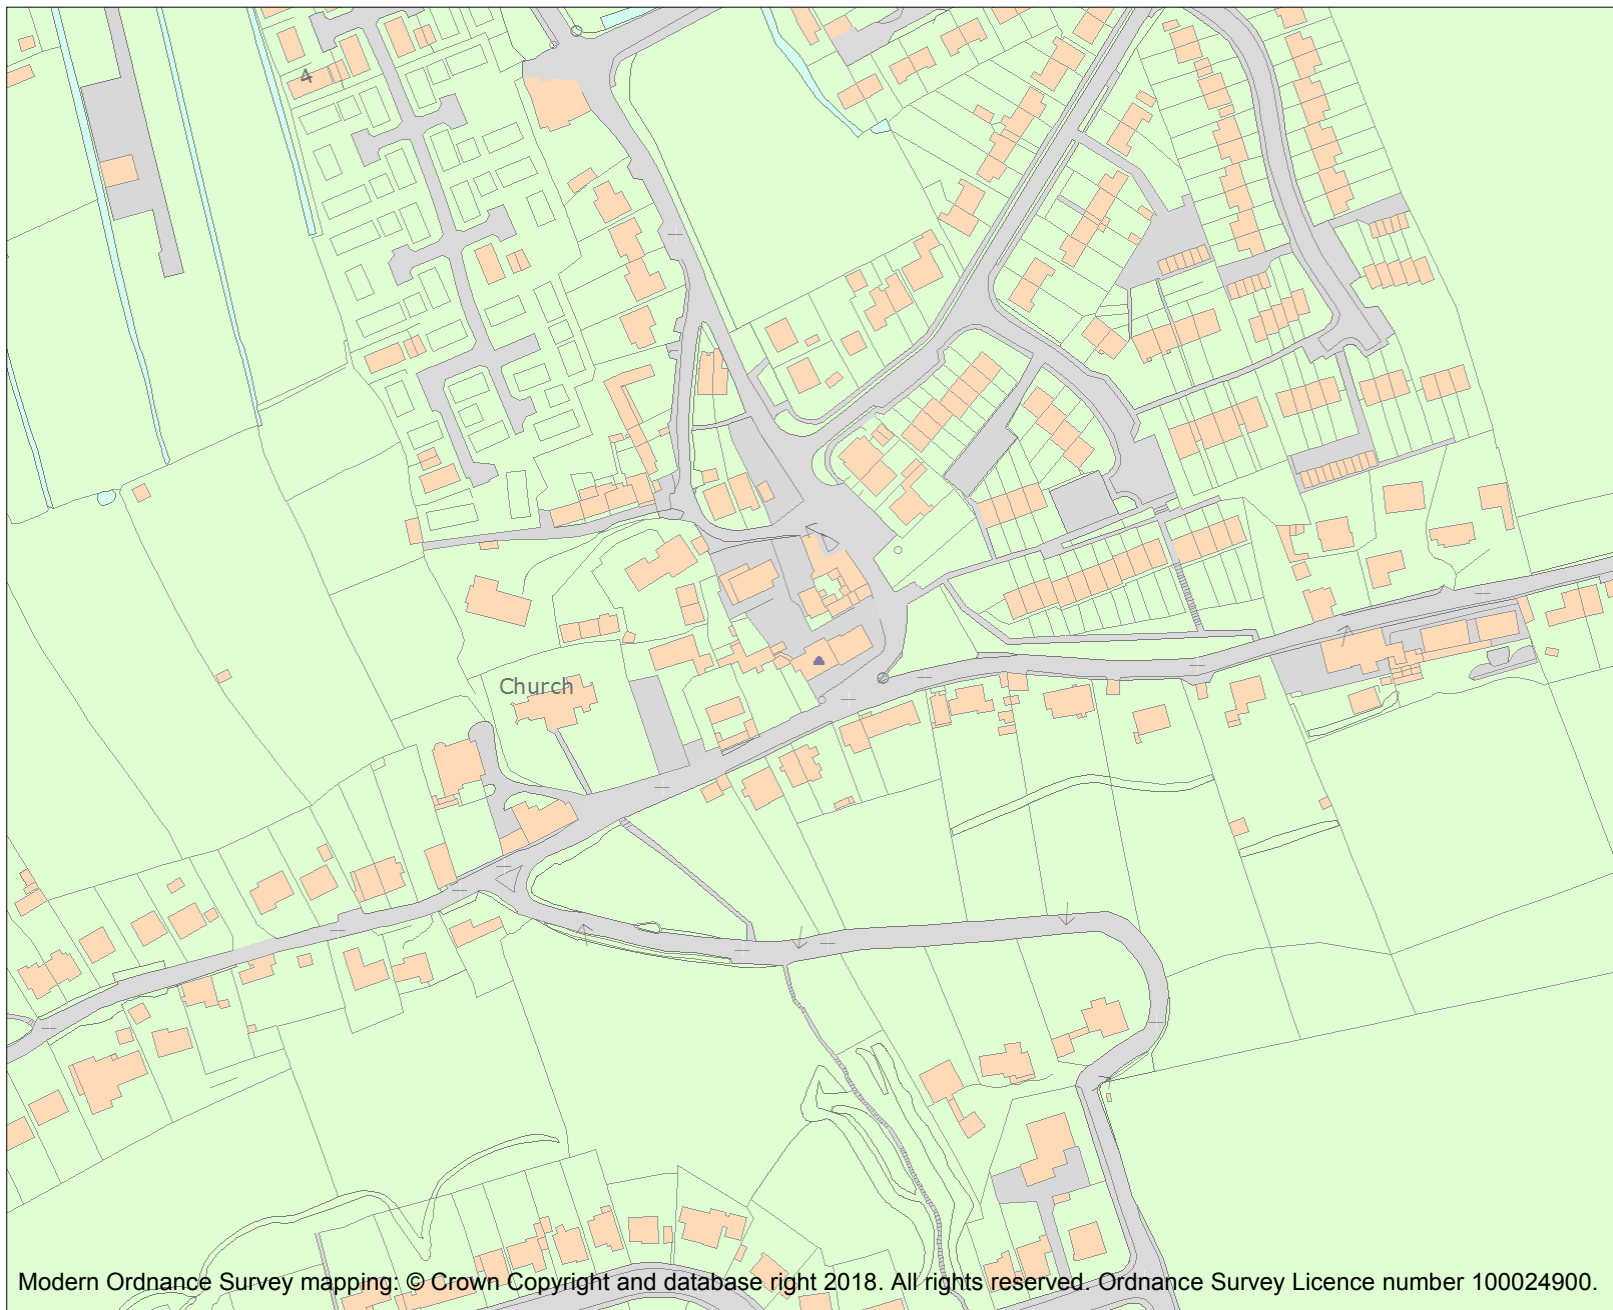 4
Church
Modern Ordnance Survey mapping: © Crown Copyright and database right 2018. All rights reserved. Ordnance Survey Licence number 100024900.